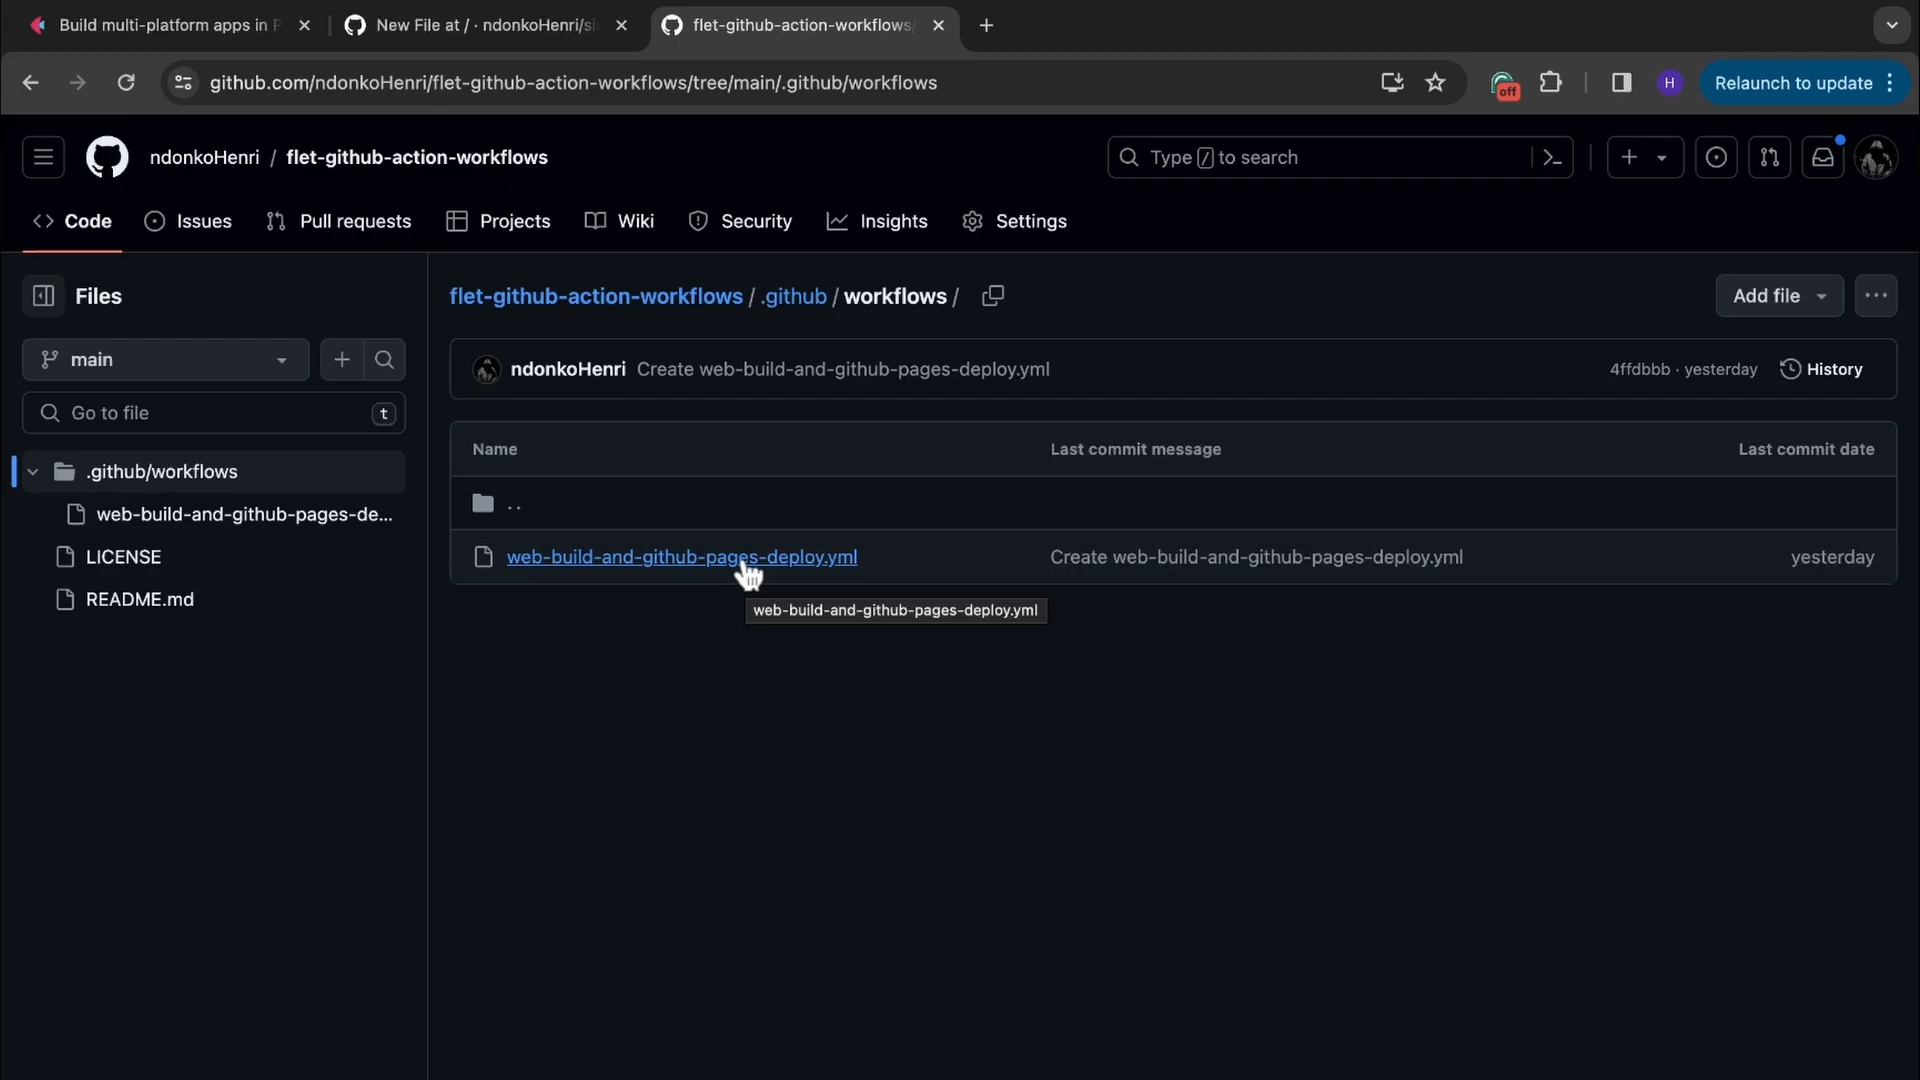 Build multi-platform apps in P
New File at / · ndonkoHenri/si
flet-github-action-workflows/
github.com/ndonkoHenri/flet-github-action-workflows/tree/main/.github/workflows
off
H
Relaunch to update
ndonkoHenri / flet-github-action-workflows
Type / to search
Code
Issues
Pull requests
Projects
Wiki
Security
Insights
Settings
Files
flet-github-action-workflows / .github / workflows /
Add file
main
ndonkoHenri Create web-build-and-github-pages-deploy.yml
4ffdbbb · yesterday
History
Go to file
t
Name
Last commit message
Last commit date
.github/workflows
..
web-build-and-github-pages-de...
web-build-and-github-pages-deploy.yml
Create web-build-and-github-pages-deploy.yml
yesterday
LICENSE
README.md
web-build-and-github-pages-deploy.yml